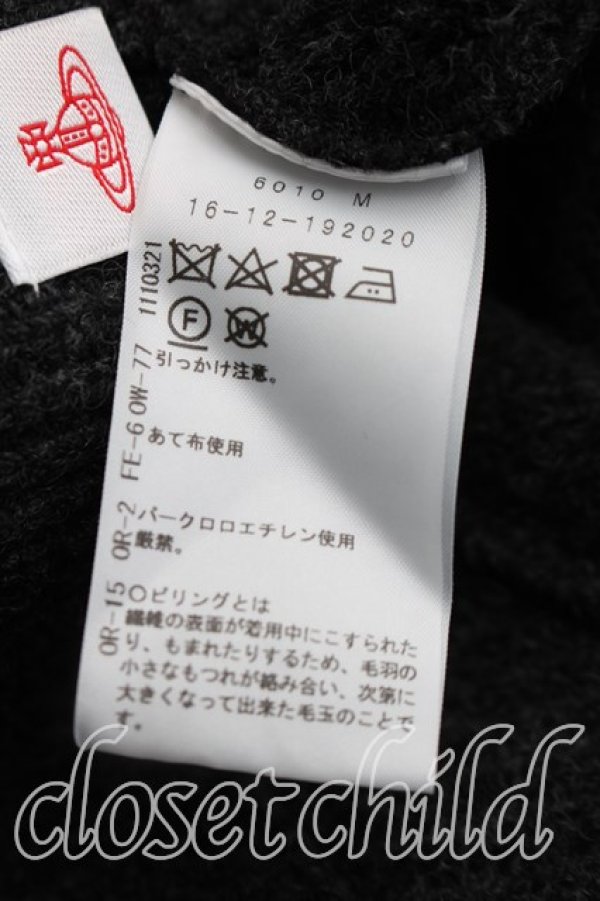 6010 M
16-12-192020
F W
引っかけ注意。
あて布使用
パークロロエチレン使用
厳禁。
○ピリングとは
繊維の表面が着用中にこすられた
り、もまれたりするため、毛羽の
小さなもつれが絡み合い、次第に
大きくなって出来た毛玉のことで
す。
OR-15 OR-2 FE-6 OW-77 1110321
closet child